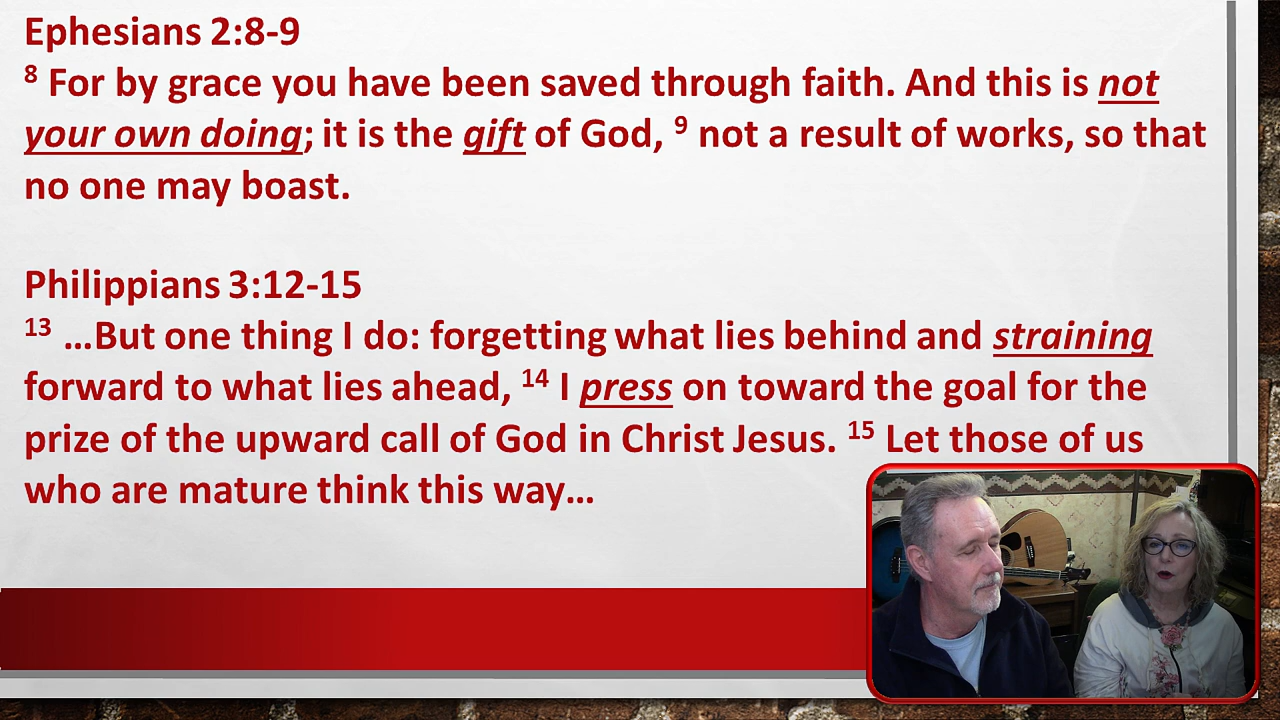 Ephesians 2:8-9
8 For by grace you have been saved through faith. And this is not
your own doing; it is the gift of God, 9 not a result of works, so that
no one may boast.
Philippians 3:12-15
13 …But one thing I do: forgetting what lies behind and straining
forward to what lies ahead, 14 I press on toward the goal for the
prize of the upward call of God in Christ Jesus. 15 Let those of us
who are mature think this way…